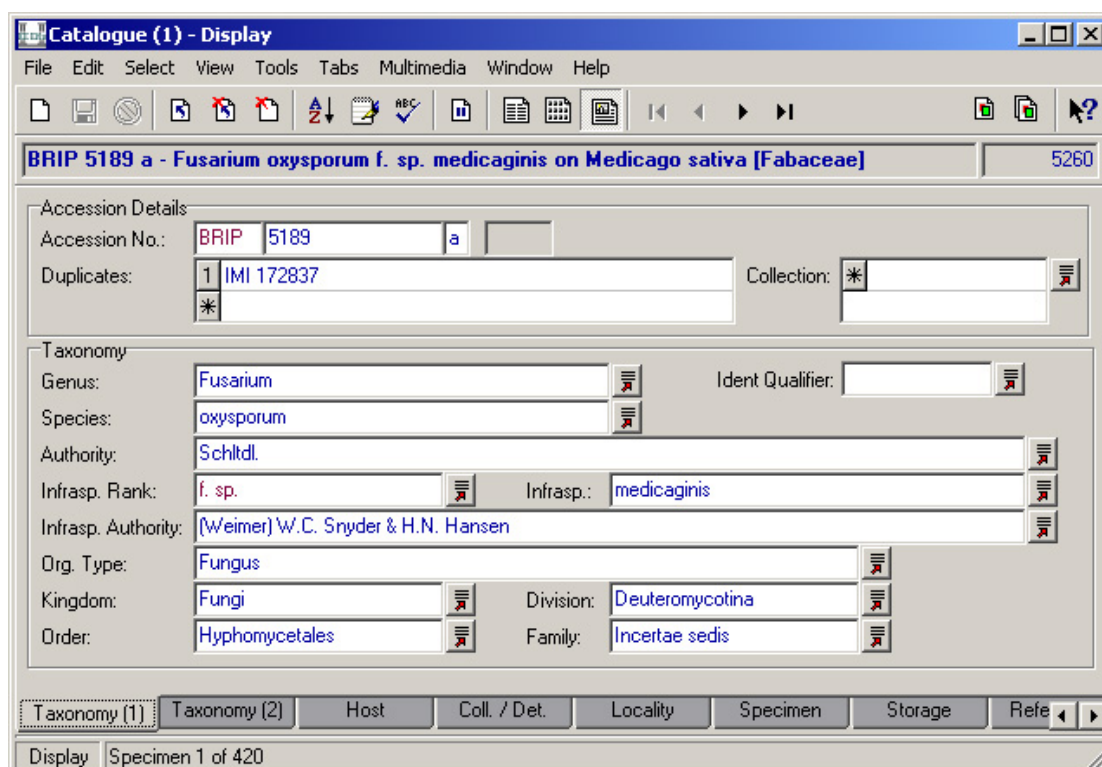 Catalogue (1) - Display
File Edit Select View Tools Tabs Multimedia Window Help
BRIP 5189 a - Fusarium oxysporum f. sp. medicaginis on Medicago sativa [Fabaceae] 5260
Accession Details
Accession No.: BRIP 5189 a
Duplicates: 1 IMI 172837 Collection: *
*
Taxonomy
Genus: Fusarium Ident Qualifier:
Species: oxysporum
Authority: Schltdl.
Infrasp. Rank: f. sp. Infrasp.: medicaginis
Infrasp. Authority: (Weimer) W.C. Snyder & H.N. Hansen
Org. Type: Fungus
Kingdom: Fungi Division: Deuteromycotina
Order: Hyphomycetales Family: Incertae sedis
Taxonomy (1) Taxonomy (2) Host Coll. / Det. Locality Specimen Storage Refe
Display Specimen 1 of 420